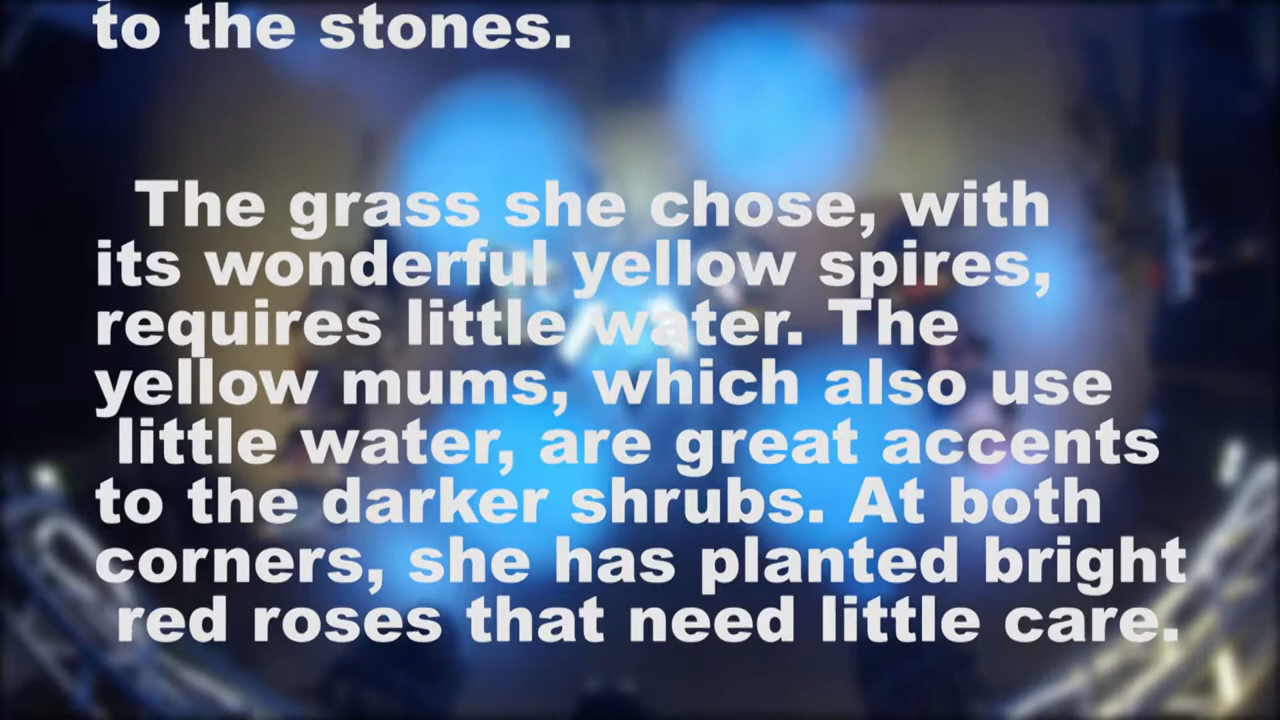 to the stones.
The grass she chose, with
its wonderful yellow spires,
requires little water. The
yellow mums, which also use
little water, are great accents
to the darker shrubs. At both
corners, she has planted bright
red roses that need little care.